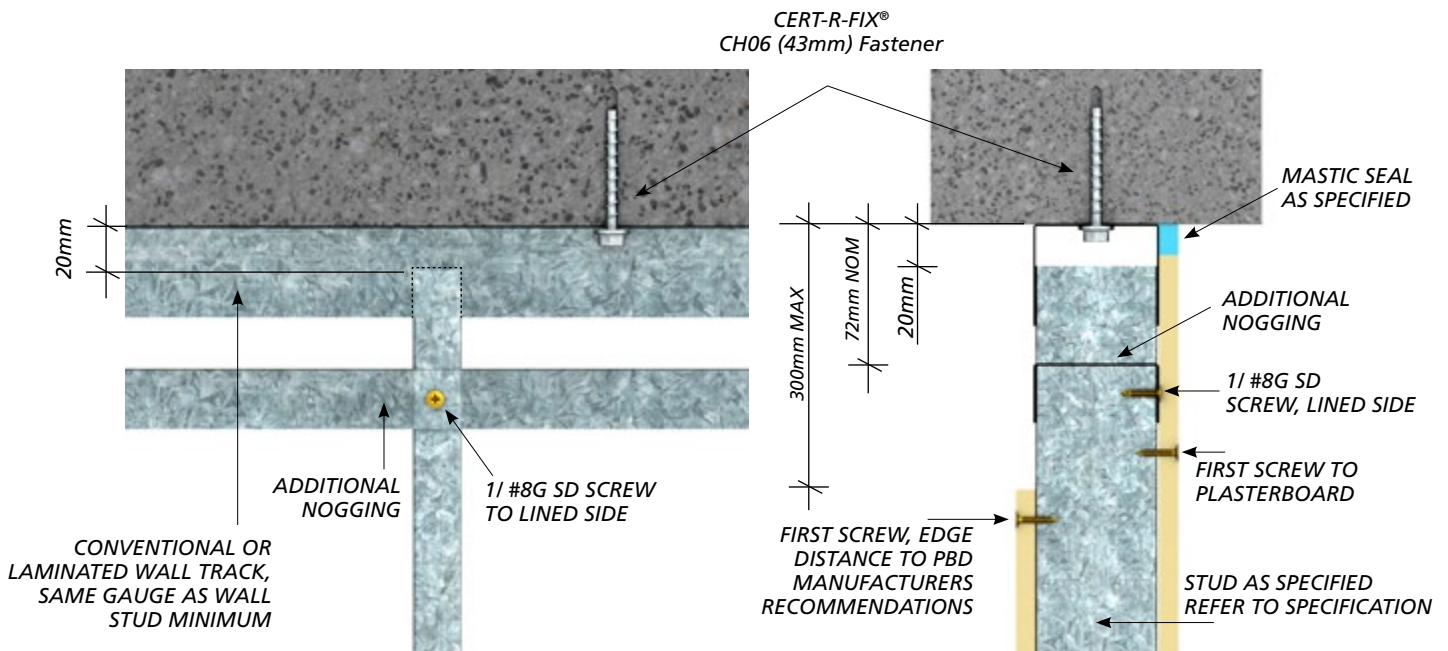 CERT-R-FIX®
CH06 (43mm) Fastener
20mm
ADDITIONAL
NOGGING
1/ #8G SD SCREW
TO LINED SIDE
CONVENTIONAL OR
LAMINATED WALL TRACK,
SAME GAUGE AS WALL
STUD MINIMUM
300mm MAX
72mm NOM
20mm
MASTIC SEAL
AS SPECIFIED
ADDITIONAL
NOGGING
1/ #8G SD
SCREW, LINED SIDE
FIRST SCREW TO
PLASTERBOARD
FIRST SCREW, EDGE
DISTANCE TO PBD
MANUFACTURERS
RECOMMENDATIONS
STUD AS SPECIFIED
REFER TO SPECIFICATION